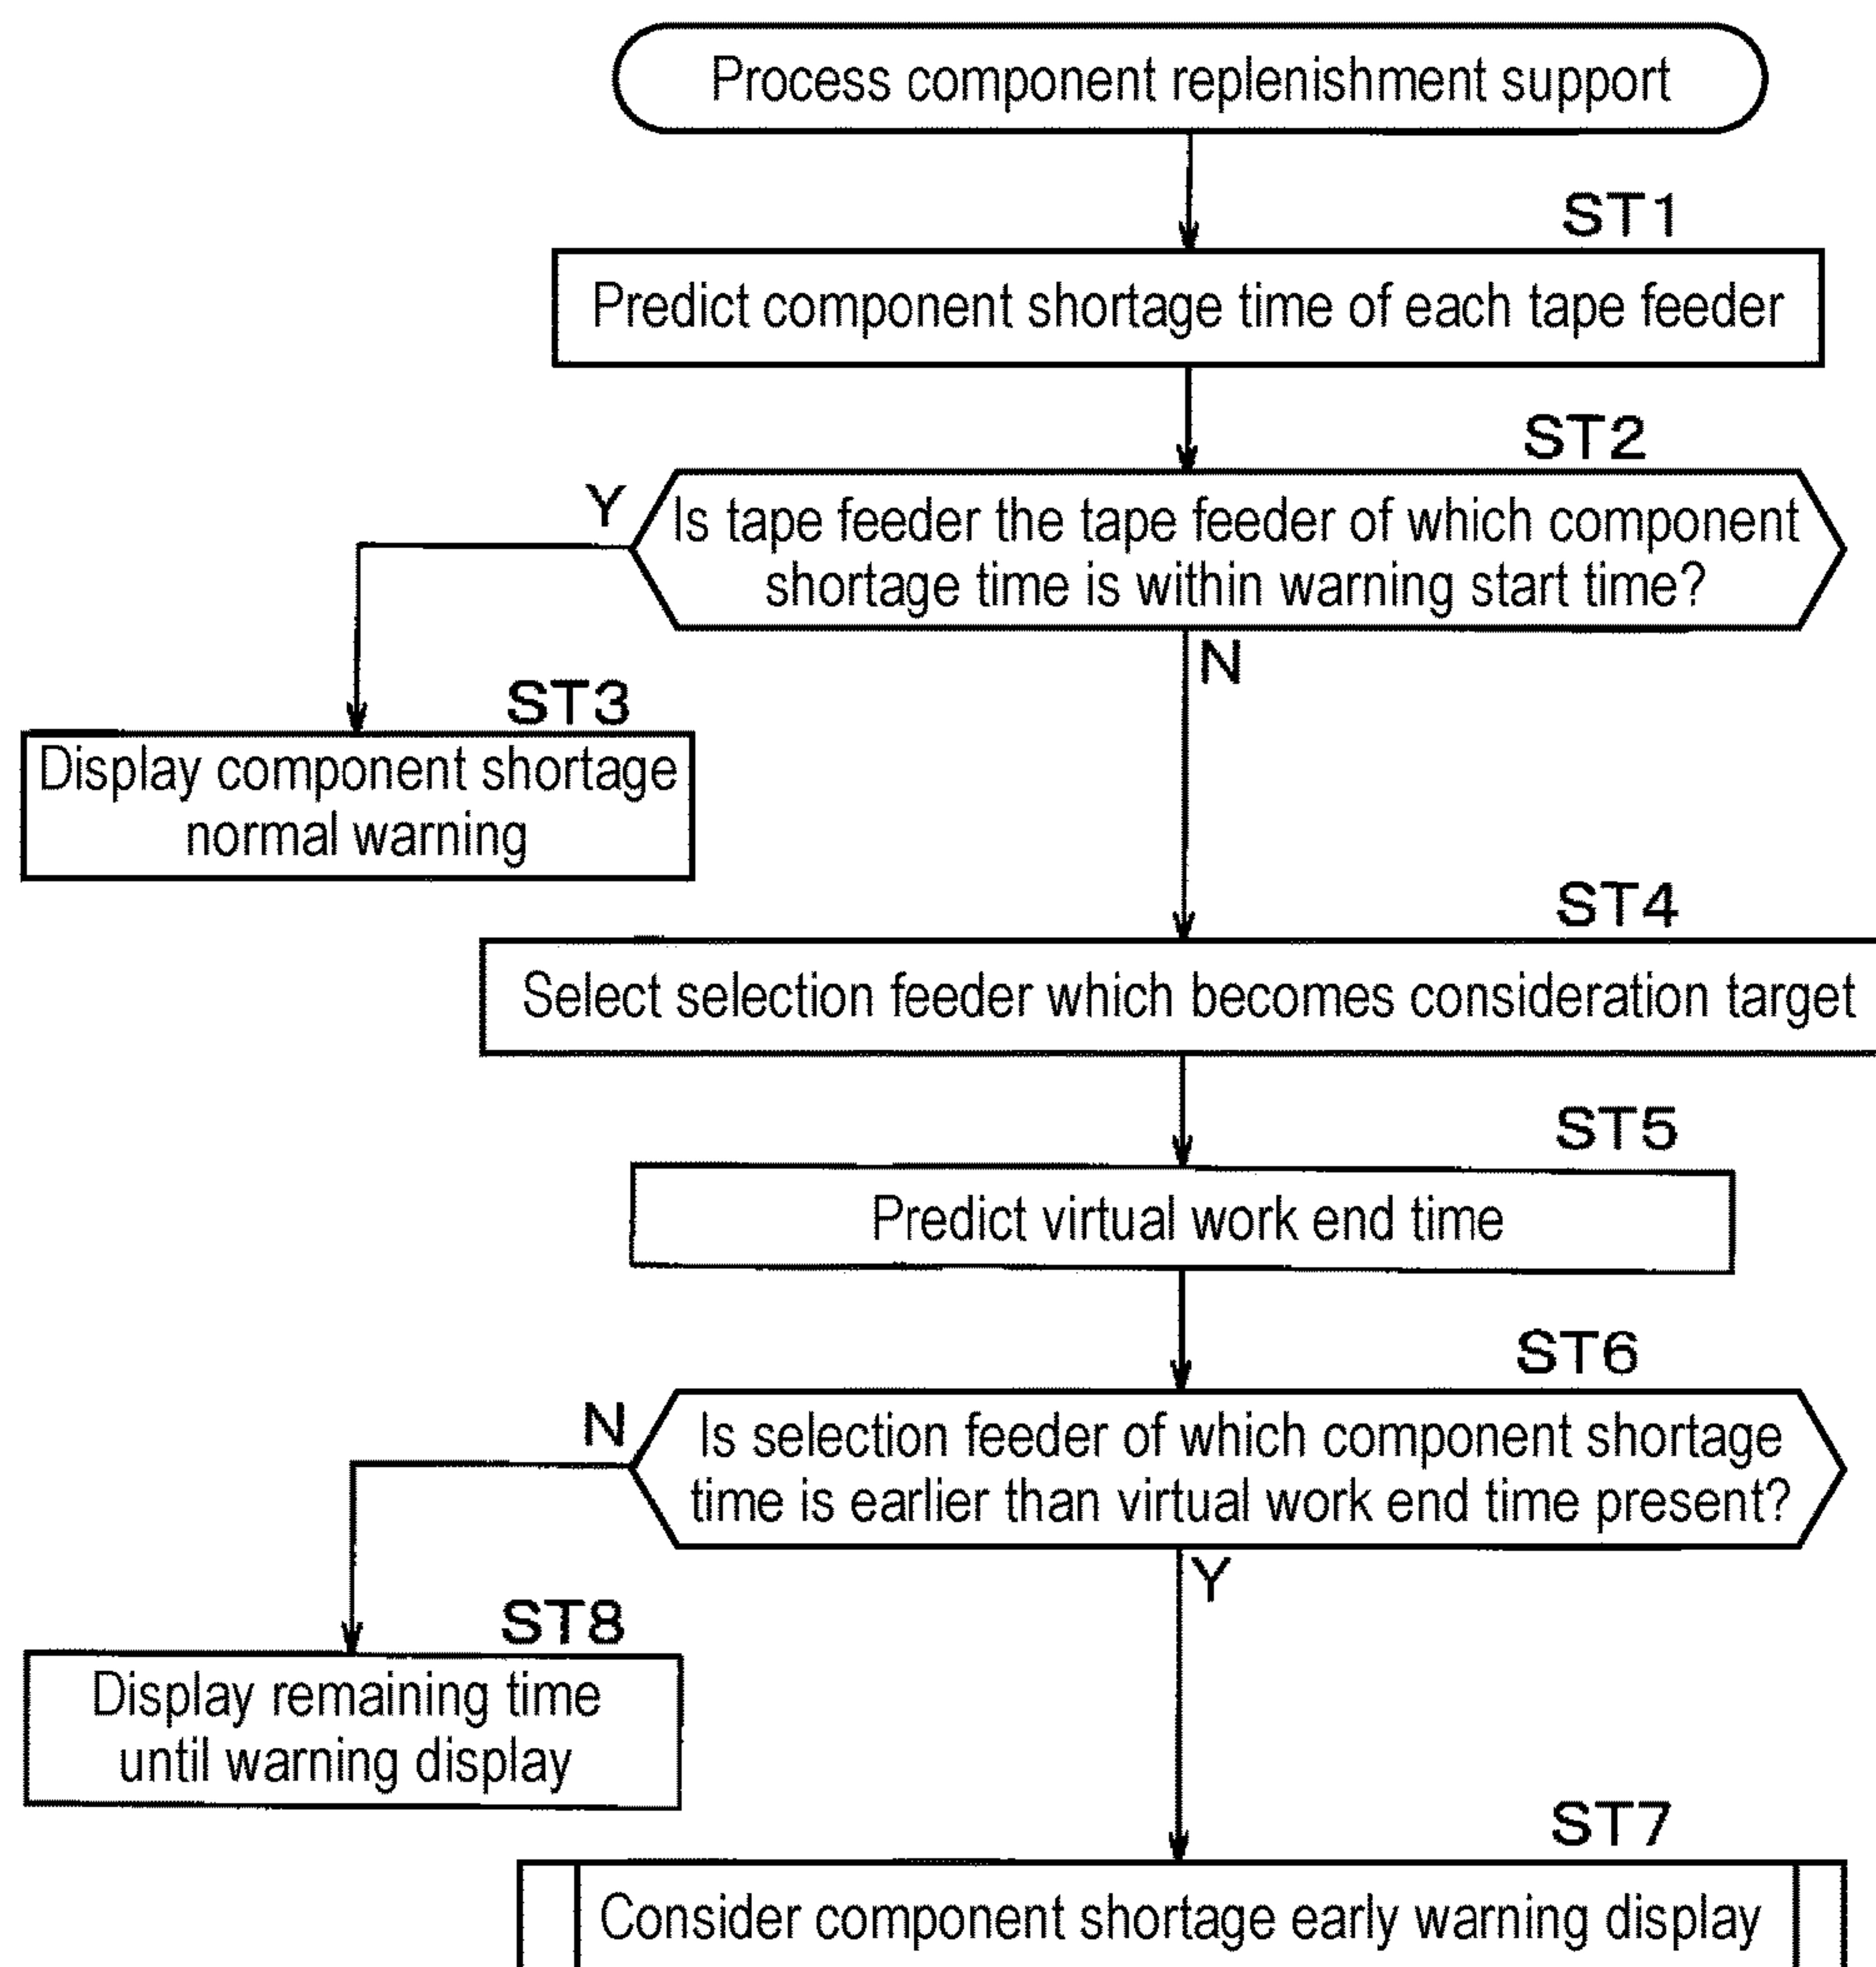 Process component replenishment support
ST1
Predict component shortage time of each tape feeder
ST2
Y
Is tape feeder the tape feeder of which component
shortage time is within warning start time?
N
ST3
Display component shortage
normal warning
ST4
Select selection feeder which becomes consideration target
ST5
Predict virtual work end time
ST6
N
Is selection feeder of which component shortage
time is earlier than virtual work end time present?
Y
ST8
Display remaining time
until warning display
ST7
Consider component shortage early warning display